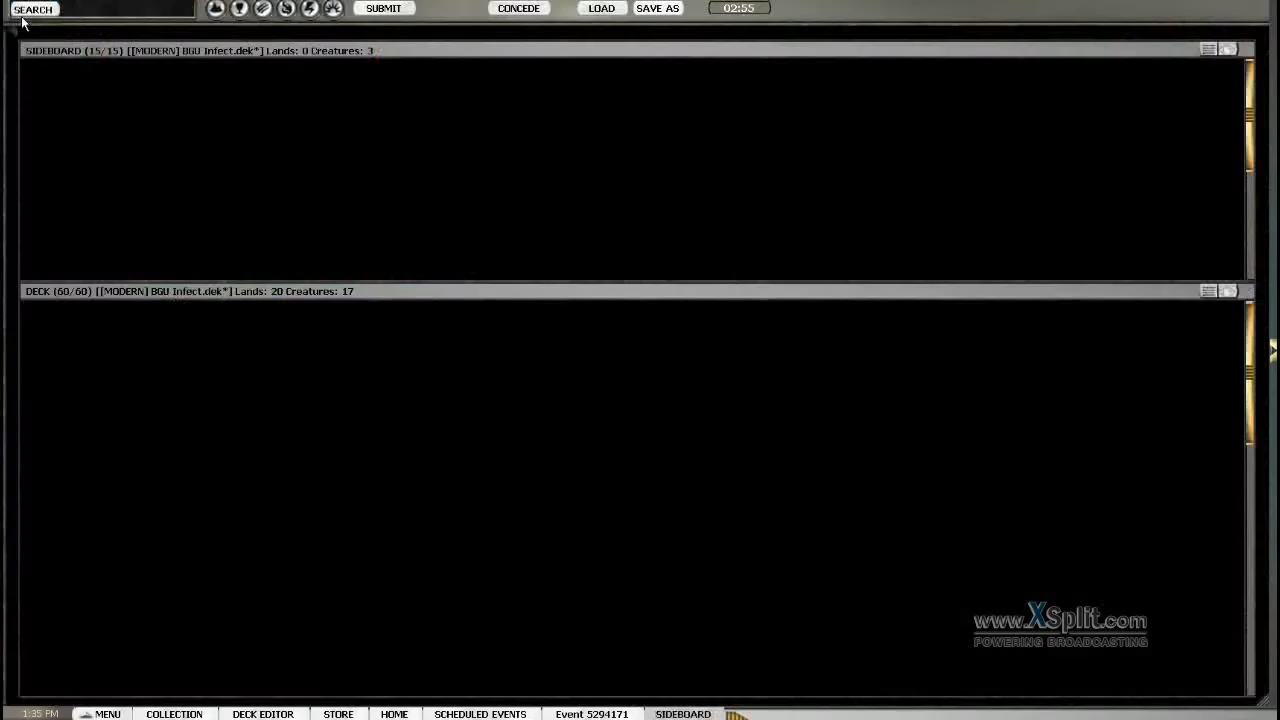 SEARCH SUBMIT CONCEDE LOAD SAVE AS 02:55
SIDEBOARD (15/15) [[MODERN] BGU Infect.dek*] Lands: 0 Creatures: 3
DECK (60/60) [[MODERN] BGU Infect.dek*] Lands: 20 Creatures: 17
www.XSplit.com
POWERING BROADCASTING
1:35 PM MENU COLLECTION DECK EDITOR STORE HOME SCHEDULED EVENTS Event 5294171 SIDEBOARD